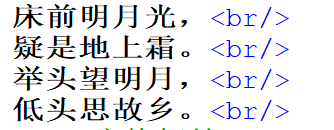 床前明月光，<br/>
疑是地上霜。<br/>
举头望明月，<br/>
低头思故乡。<br/>